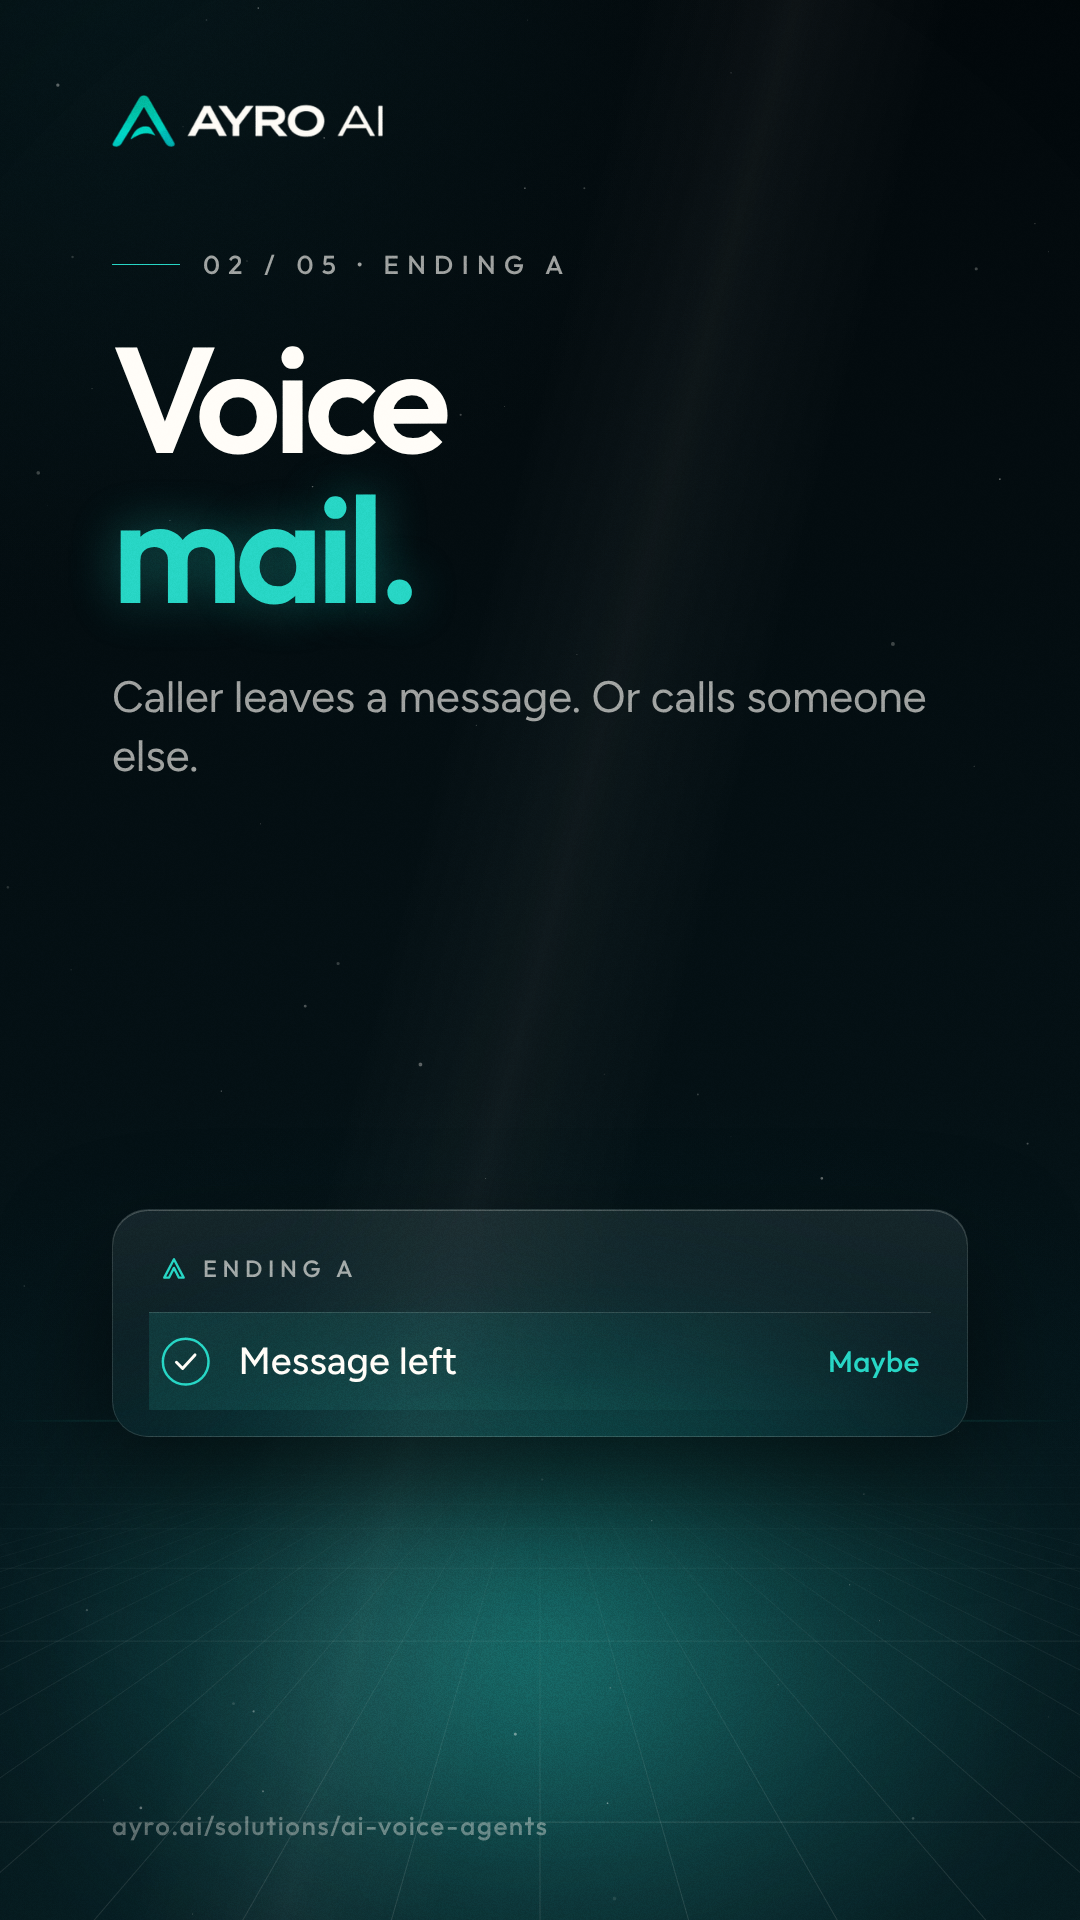 AYRO AI
02 / 05 · ENDING A
Voice
mail.
Caller leaves a message. Or calls someone
else.
ENDING A
Message left
Maybe
ayro.ai/solutions/ai-voice-agents